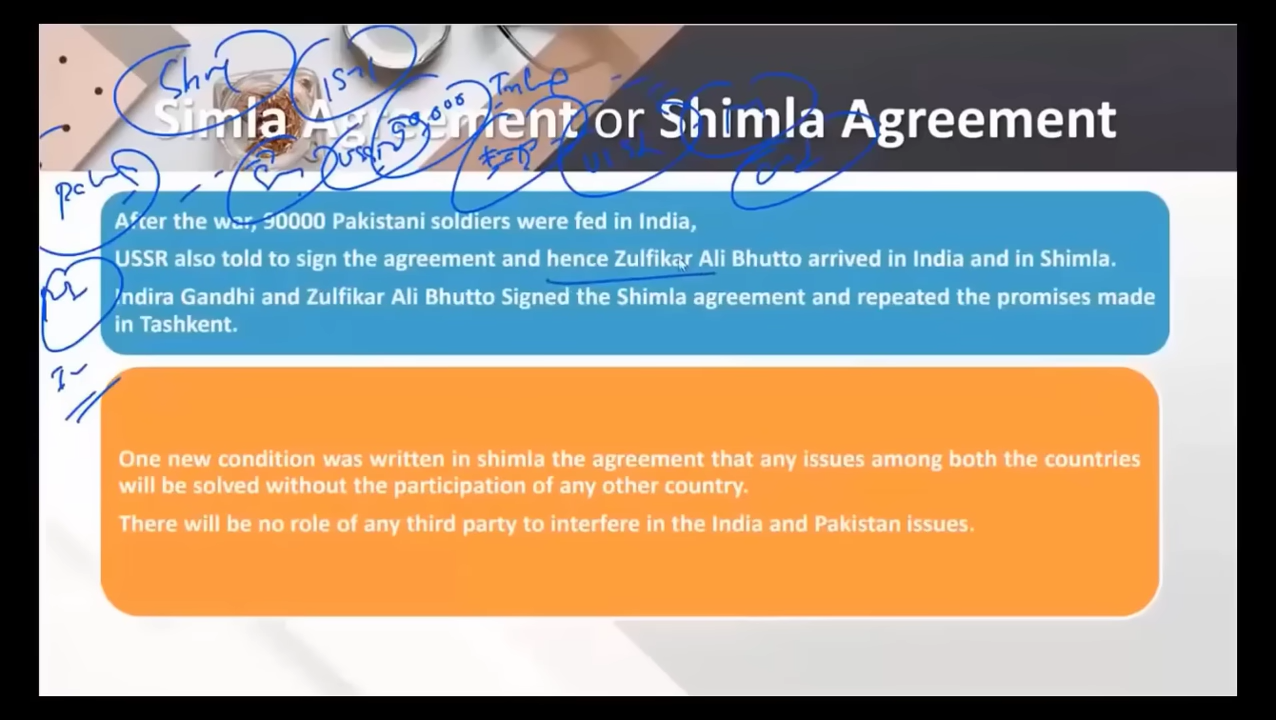 Simla Agreement or Shimla Agreement
90,000
USSR
After the war, 90000 Pakistani soldiers were fed in India,
USSR also told to sign the agreement and hence Zulfikar Ali Bhutto arrived in India and in Shimla.
Indira Gandhi and Zulfikar Ali Bhutto Signed the Shimla agreement and repeated the promises made
in Tashkent.
One new condition was written in shimla the agreement that any issues among both the countries
will be solved without the participation of any other country.
There will be no role of any third party to interfere in the India and Pakistan issues.